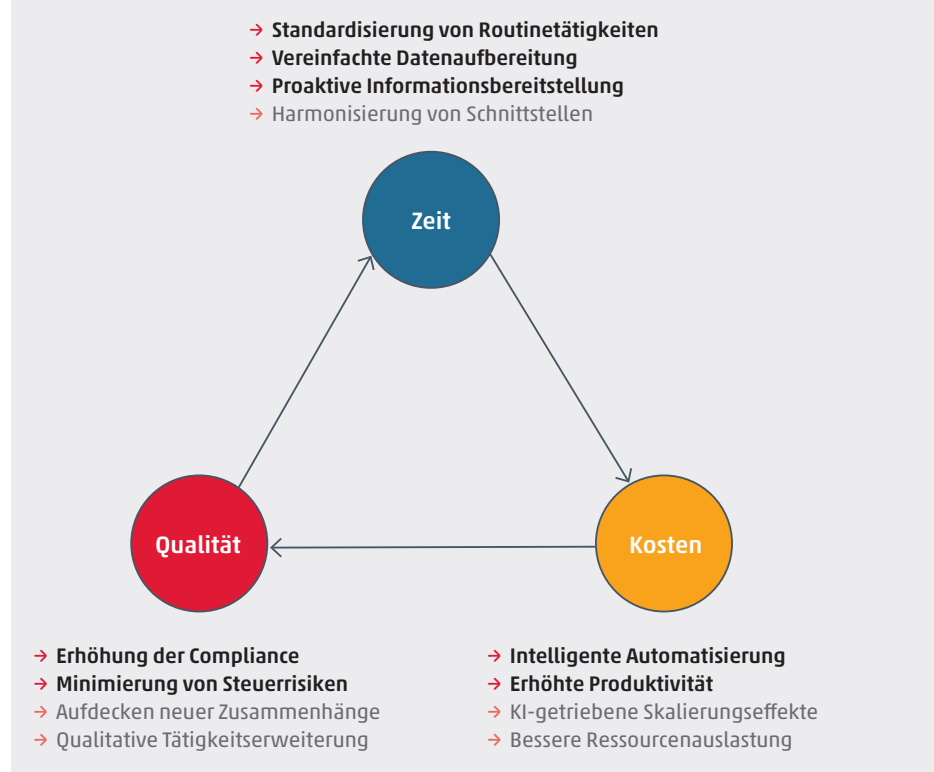 → Standardisierung von Routinetätigkeiten
→ Vereinfachte Datenaufbereitung
→ Proaktive Informationsbereitstellung
→ Harmonisierung von Schnittstellen
Zeit
Qualität
Kosten
→ Erhöhung der Compliance
→ Minimierung von Steuerrisiken
→ Aufdecken neuer Zusammenhänge
→ Qualitative Tätigkeitserweiterung
→ Intelligente Automatisierung
→ Erhöhte Produktivität
→ KI-getriebene Skalierungseffekte
→ Bessere Ressourcenauslastung